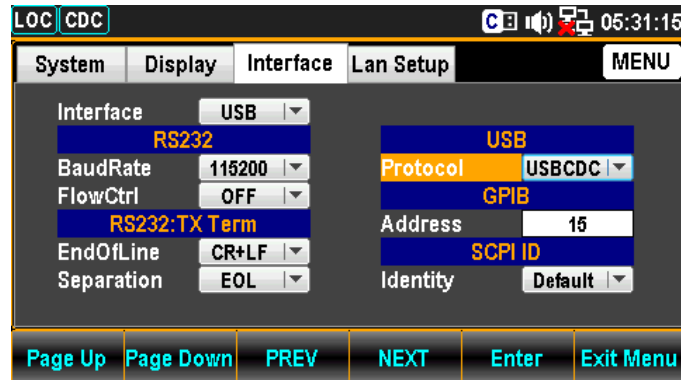 LOC CDC C 05:31:15
System Display Interface Lan Setup MENU
Interface USB
RS232 USB
BaudRate 115200 Protocol USBCDC
FlowCtrl OFF GPIB
RS232:TX Term Address 15
EndOfLine CR+LF SCPI ID
Separation EOL Identity Default
Page Up Page Down PREV NEXT Enter Exit Menu